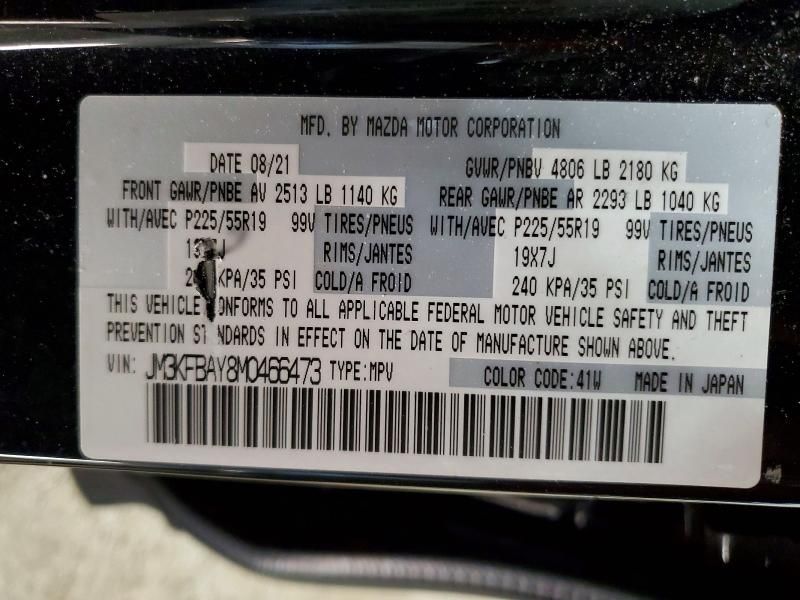 MFD. BY MAZDA MOTOR CORPORATION
DATE 08/21 GVWR/PNBV 4806 LB 2180 KG
FRONT GAWR/PNBE AV 2513 LB 1140 KG REAR GAWR/PNBE AR 2293 LB 1040 KG
WITH/AVEC P225/55R19 99V TIRES/PNEUS WITH/AVEC P225/55R19 99V TIRES/PNEUS
RIMS/JANTES 19X7J RIMS/JANTES
KPA/35 PSI COLD/A FROID 240 KPA/35 PSI COLD/A FROID
THIS VEHICLE TO ALL APPLICABLE FEDERAL MOTOR VEHICLE SAFETY AND THEFT
PREVENTION IN EFFECT ON THE DATE OF MANUFACTURE SHOWN ABOVE.
VIN: JM3KFBAY8M0466473 TYPE:MPV COLOR CODE:41W MADE IN JAPAN